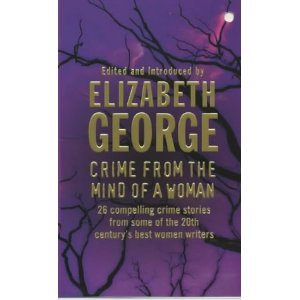 Edited and Introduced by
ELIZABETH
GEORGE
CRIME FROM THE
MIND OF A WOMAN
26 compelling crime stories
from some of the 20th
century's best women writers